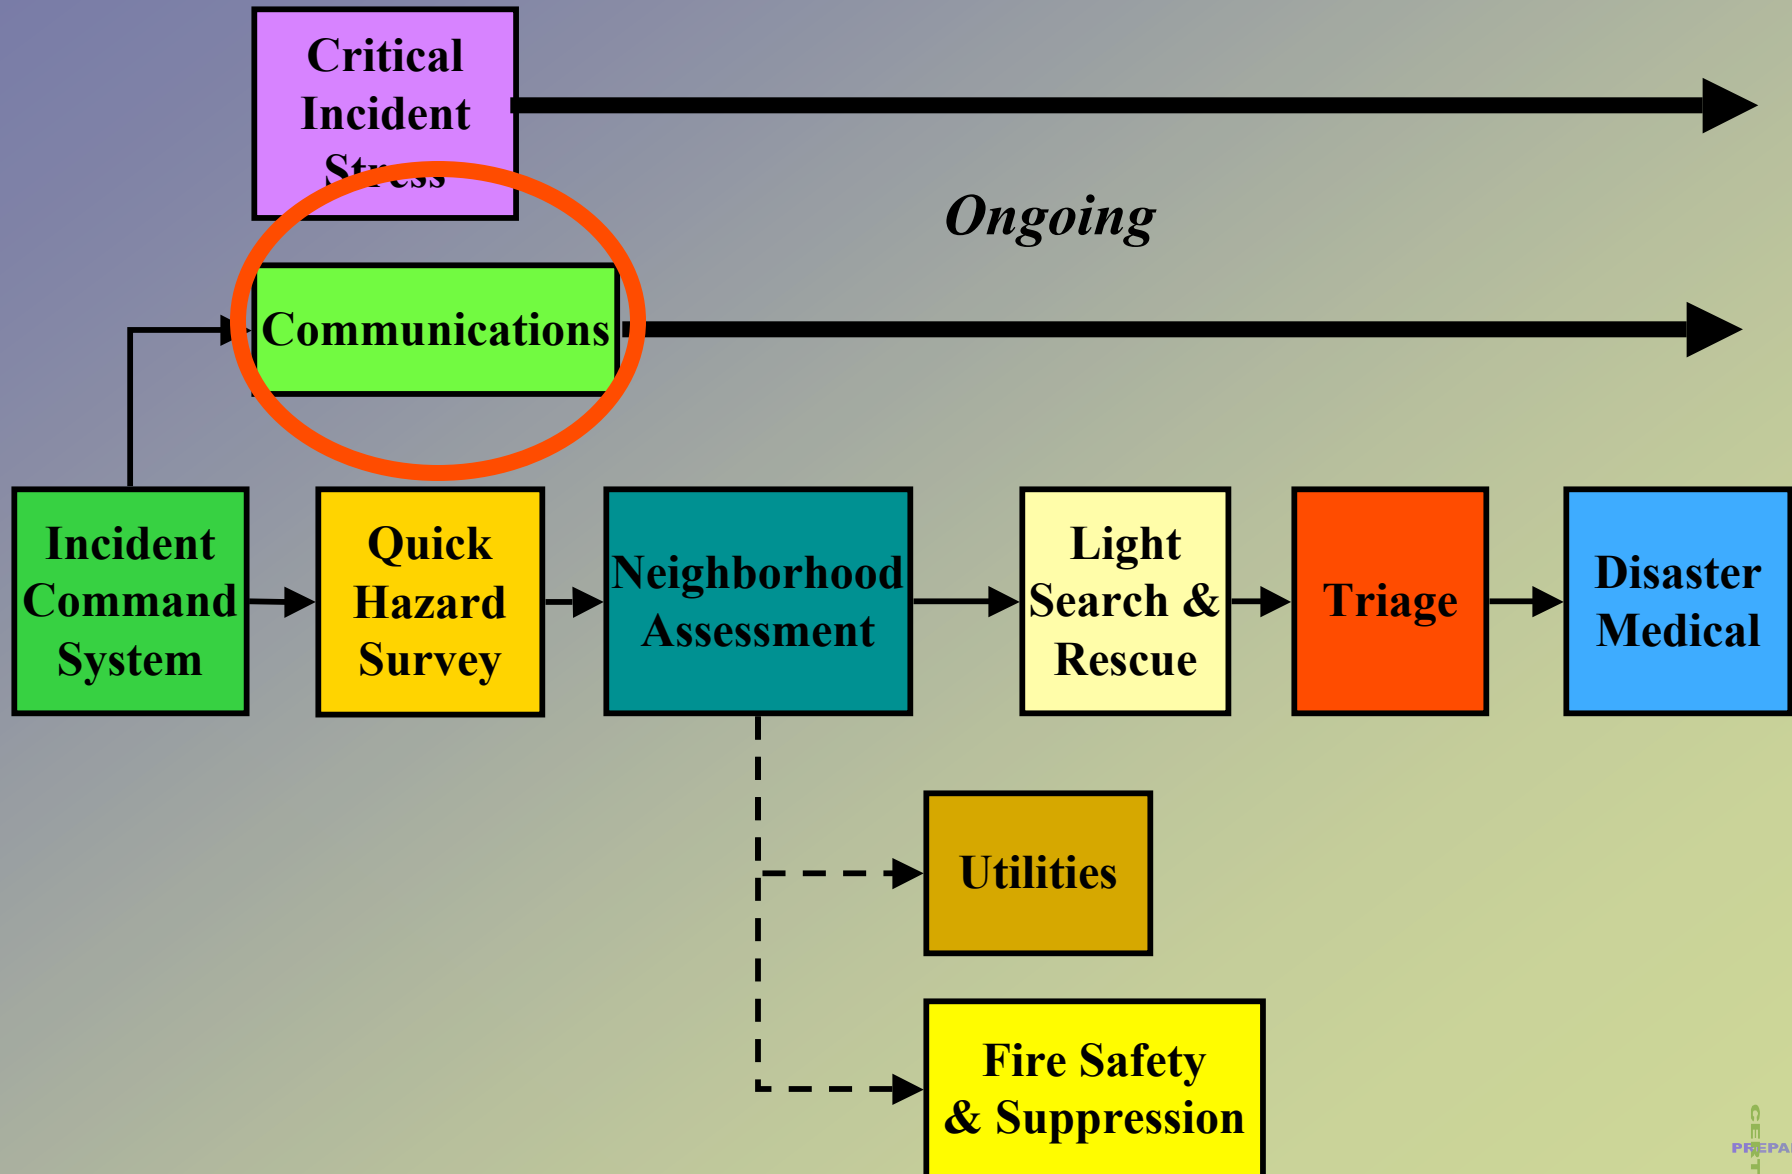 Critical
Incident
Stress
Ongoing
Communications
Incident
Command
System
Quick
Hazard
Survey
Neighborhood
Assessment
Light
Search &
Rescue
Triage
Disaster
Medical
Utilities
Fire Safety
& Suppression